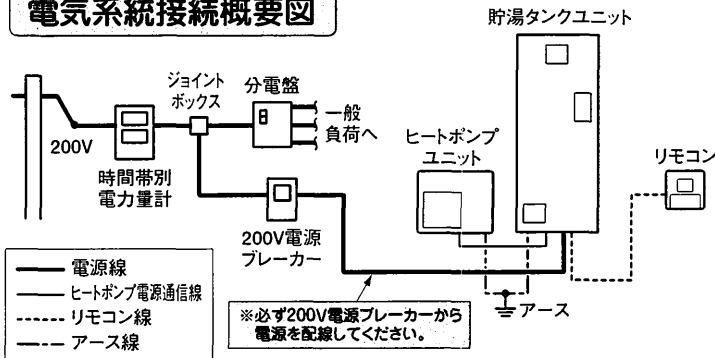 電気系統接続概要図
貯湯タンクユニット
ジョイント
ボックス
分電盤
一般
負荷へ
200V
時間帯別
電力量計
ヒートポンプ
ユニット
リモコン
200V電源
ブレーカー
電源線
ヒートポンプ電源通信線
リモコン線
アース線
※必ず200V電源ブレーカーから
電源を配線してください。
アース